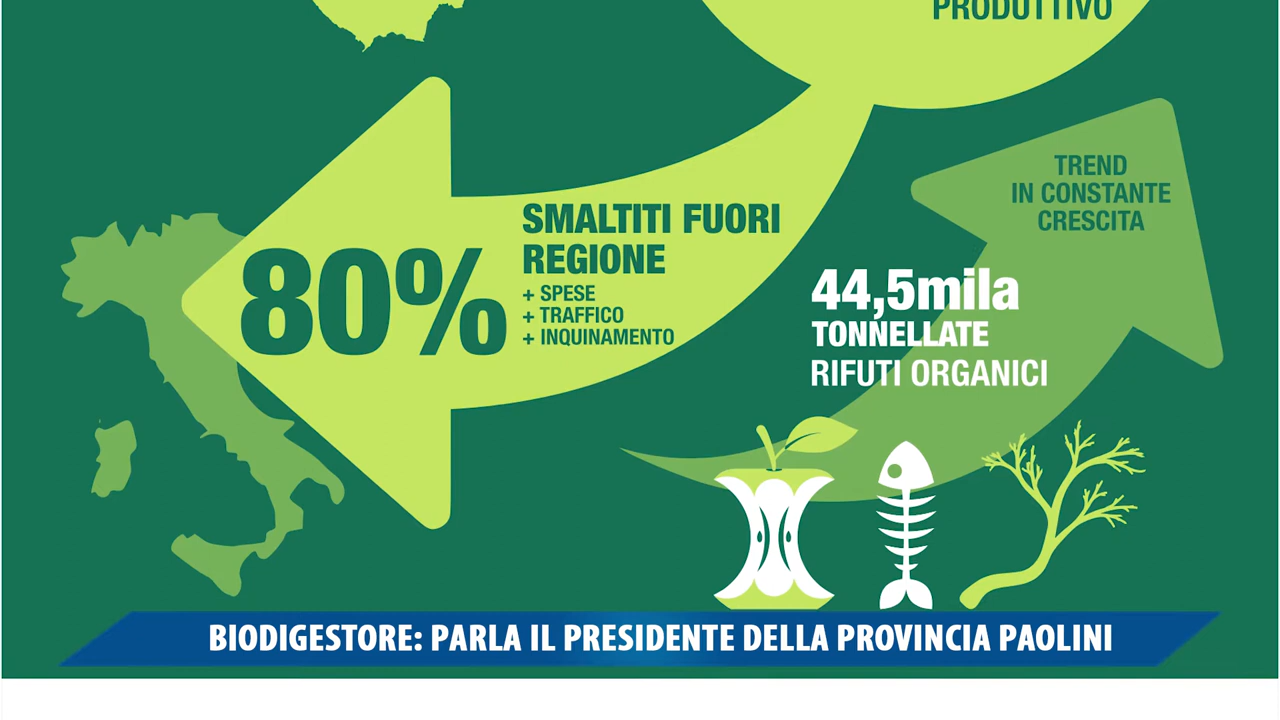 PRODUTTIVO
TREND
IN CONSTANTE
CRESCITA
80%
SMALTITI FUORI
REGIONE
+ SPESE
+ TRAFFICO
+ INQUINAMENTO
44,5mila
TONNELLATE
RIFUTI ORGANICI
BIODIGESTORE: PARLA IL PRESIDENTE DELLA PROVINCIA PAOLINI